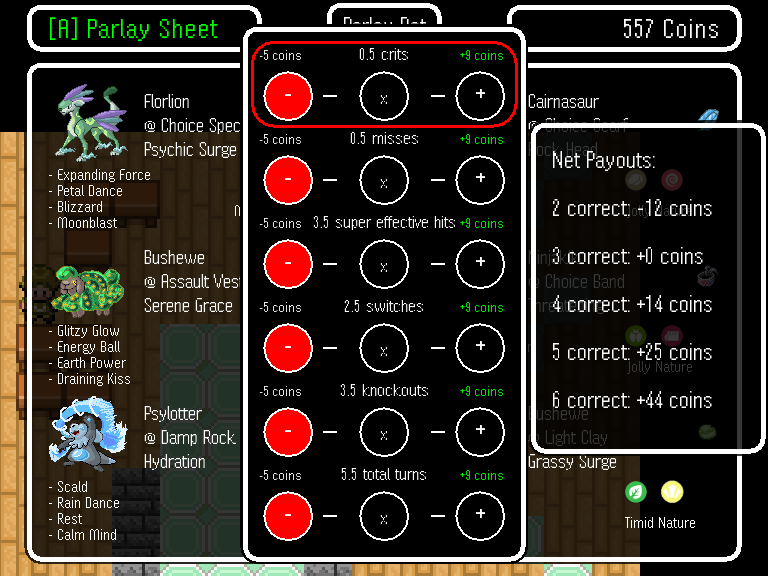 [A] Parlay Sheet
557 Coins
Florlion
@ Choice Spec
Psychic Surge
- Expanding Force
- Petal Dance
- Blizzard
- Moonblast
Bushewe
@ Assault Vest
Serene Grace
- Glitzy Glow
- Energy Ball
- Earth Power
- Draining Kiss
Psylotter
@ Damp Rock
Hydration
- Scald
- Rain Dance
- Rest
- Calm Mind
-5 coins 0.5 crits +9 coins
- x +
-5 coins 0.5 misses +9 coins
- x +
-5 coins 3.5 super effective hits +9 coins
- x +
-5 coins 2.5 switches +9 coins
- x +
-5 coins 3.5 knockouts +9 coins
- x +
-5 coins 5.5 total turns +9 coins
- x +
Cairnasaur
@ Choice Scarf
Rock Head
Net Payouts:
2 correct: -12 coins
3 correct: +0 coins
4 correct: +14 coins
5 correct: +25 coins
6 correct: +44 coins
Choice Band
Jolly Nature
Bushewe
@ Light Clay
Grassy Surge
Timid Nature